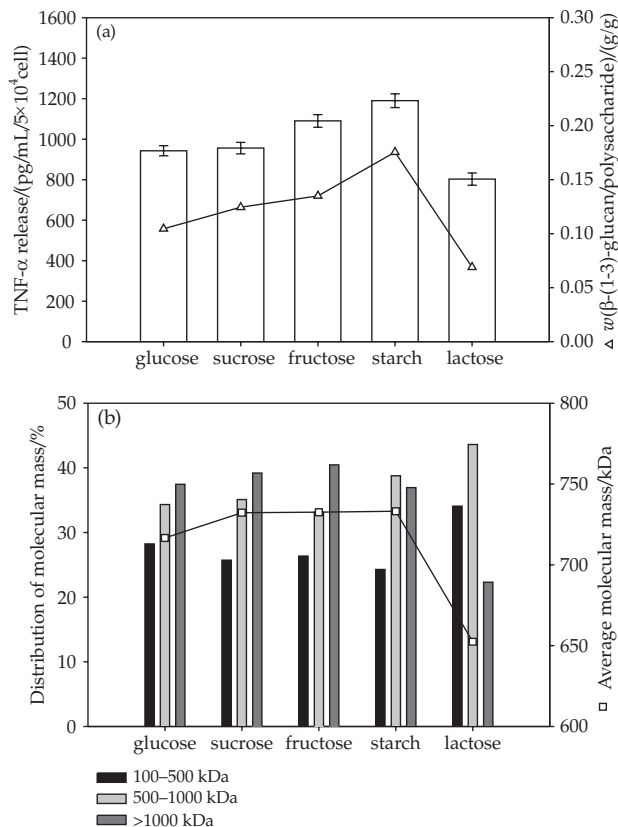 (a)
TNF-α release/(pg/mL/5×10⁴cell)
1600
1400
1200
1000
800
600
400
200
0
0.30
0.25
0.20
0.15
0.10
0.05
0.00
△ w(β-(1-3)-glucan/polysaccharide)/(g/g)
glucose sucrose fructose starch lactose
(b)
Distribution of molecular mass/%
50
40
30
20
10
0
800
750
700
650
600
□ Average molecular mass/kDa
glucose sucrose fructose starch lactose
100–500 kDa
500–1000 kDa
>1000 kDa